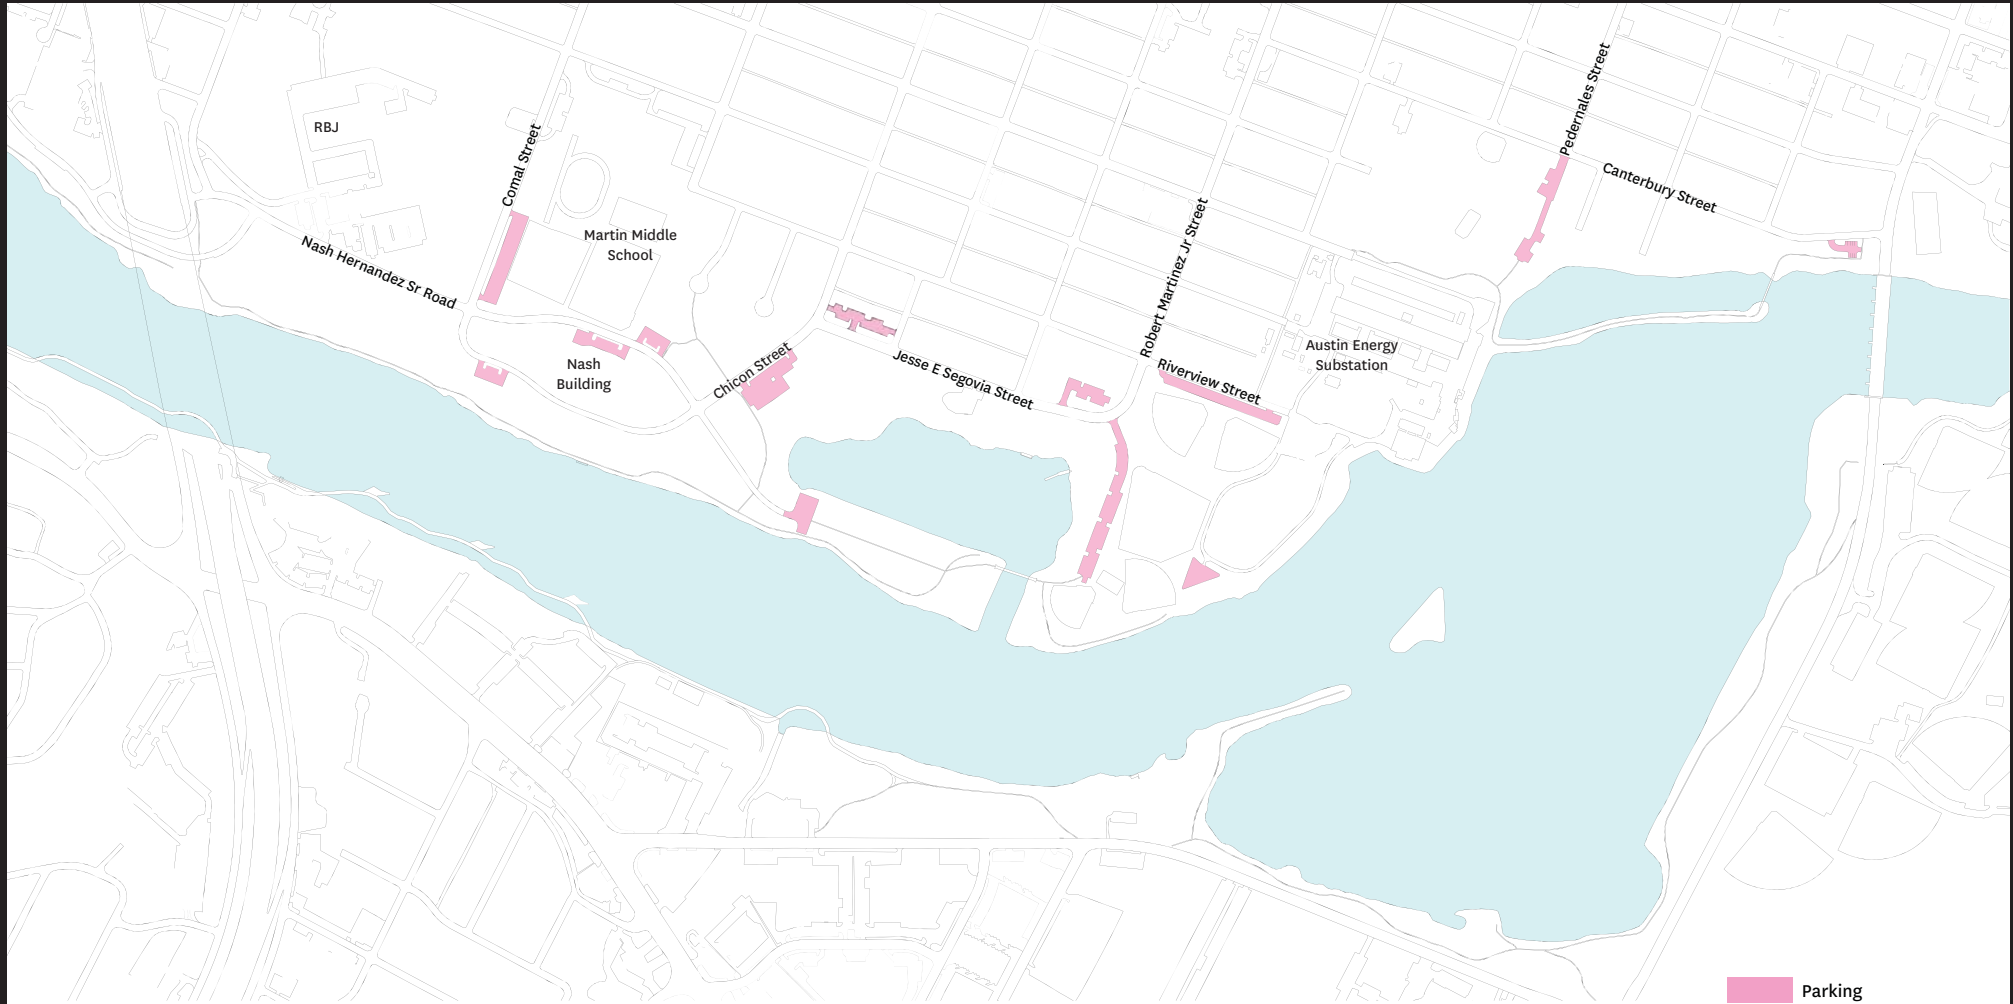 Pedernales Street
RBJ
Comal Street
Canterbury Street
Martin Middle
School
Nash Hernandez Sr Road
Robert Martinez Jr Street
Austin Energy
Substation
Nash
Building
Chicon Street
Jesse E Segovia Street
Riverview Street
Parking